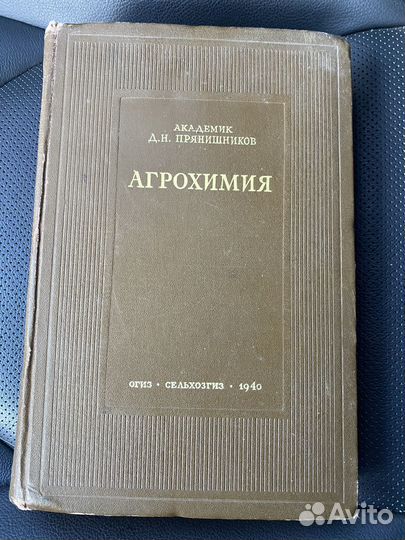 АКАДЕМИК
Д.Н. ПРЯНИШНИКОВ
АГРОХИМИЯ
ОГИЗ · СЕЛЬХОЗГИЗ · 1940
Avito